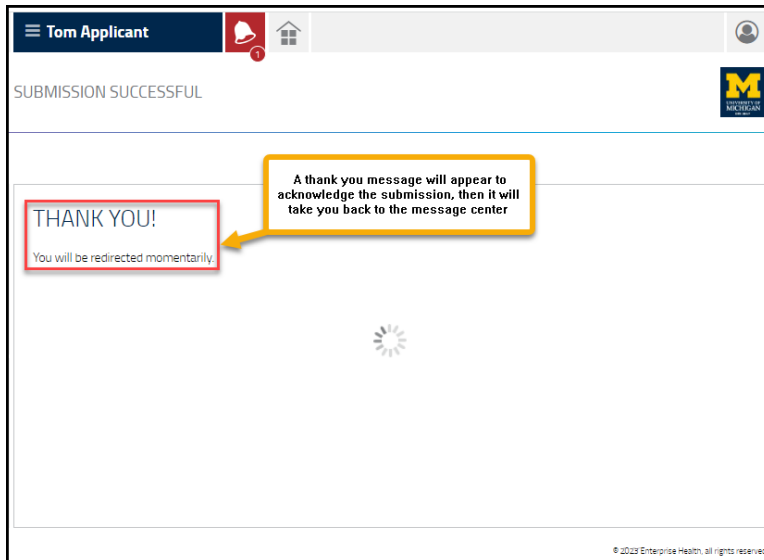 Tom Applicant
1
SUBMISSION SUCCESSFUL
M
UNIVERSITY OF
MICHIGAN
A thank you message will appear to
acknowledge the submission, then it will
take you back to the message center
THANK YOU!
You will be redirected momentarily.
© 2023 Enterprise Health, all rights reserved